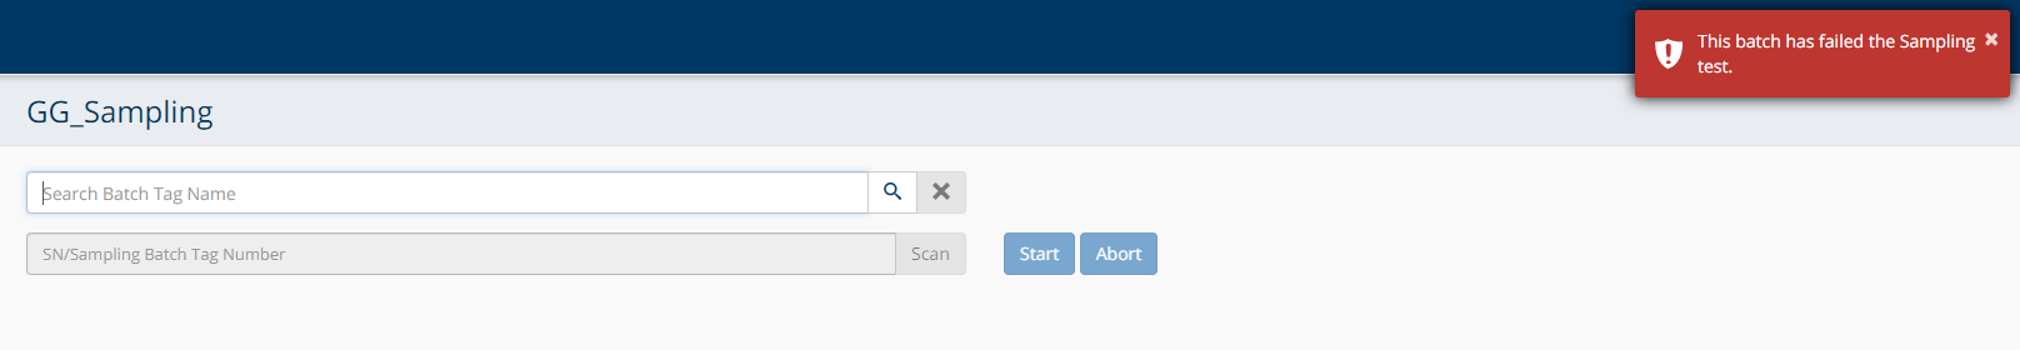 This batch has failed the Sampling
test.
GG_Sampling
Search Batch Tag Name
SN/Sampling Batch Tag Number
Scan
Start
Abort